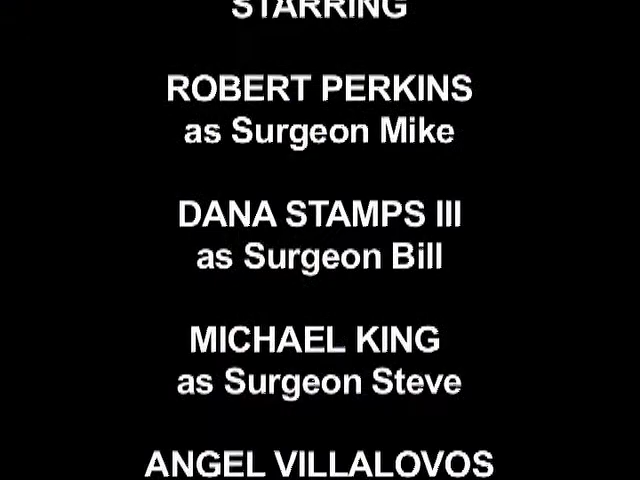 STARRING
ROBERT PERKINS
as Surgeon Mike
DANA STAMPS III
as Surgeon Bill
MICHAEL KING
as Surgeon Steve
ANGEL VILLALOVOS